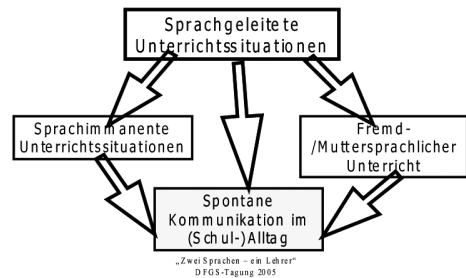 Sprachgeleitete
Unterrichtssituationen
Sprachimmanente
Unterrichtssituationen
Fremd-
/Muttersprachlicher
Unterricht
Spontane
Kommunikation im
(Schul-)Alltag
„Zwei Sprachen – ein Lehrer“
DFGS-Tagung 2005